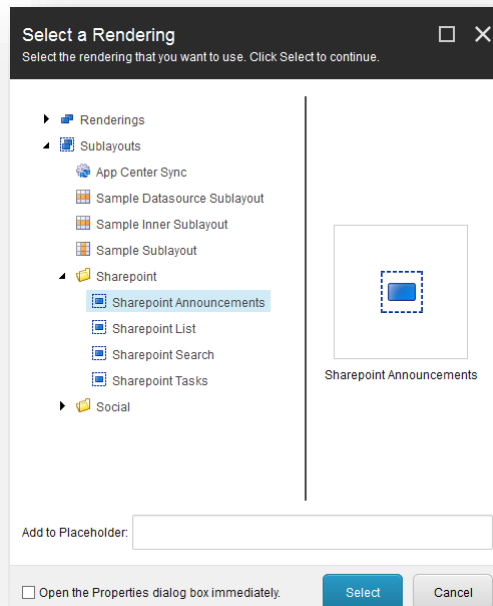 Select a Rendering
Select the rendering that you want to use. Click Select to continue.
Renderings
Sublayouts
App Center Sync
Sample Datasource Sublayout
Sample Inner Sublayout
Sample Sublayout
Sharepoint
Sharepoint Announcements
Sharepoint List
Sharepoint Search
Sharepoint Tasks
Social
Sharepoint Announcements
Add to Placeholder:
Open the Properties dialog box immediately.
Select
Cancel